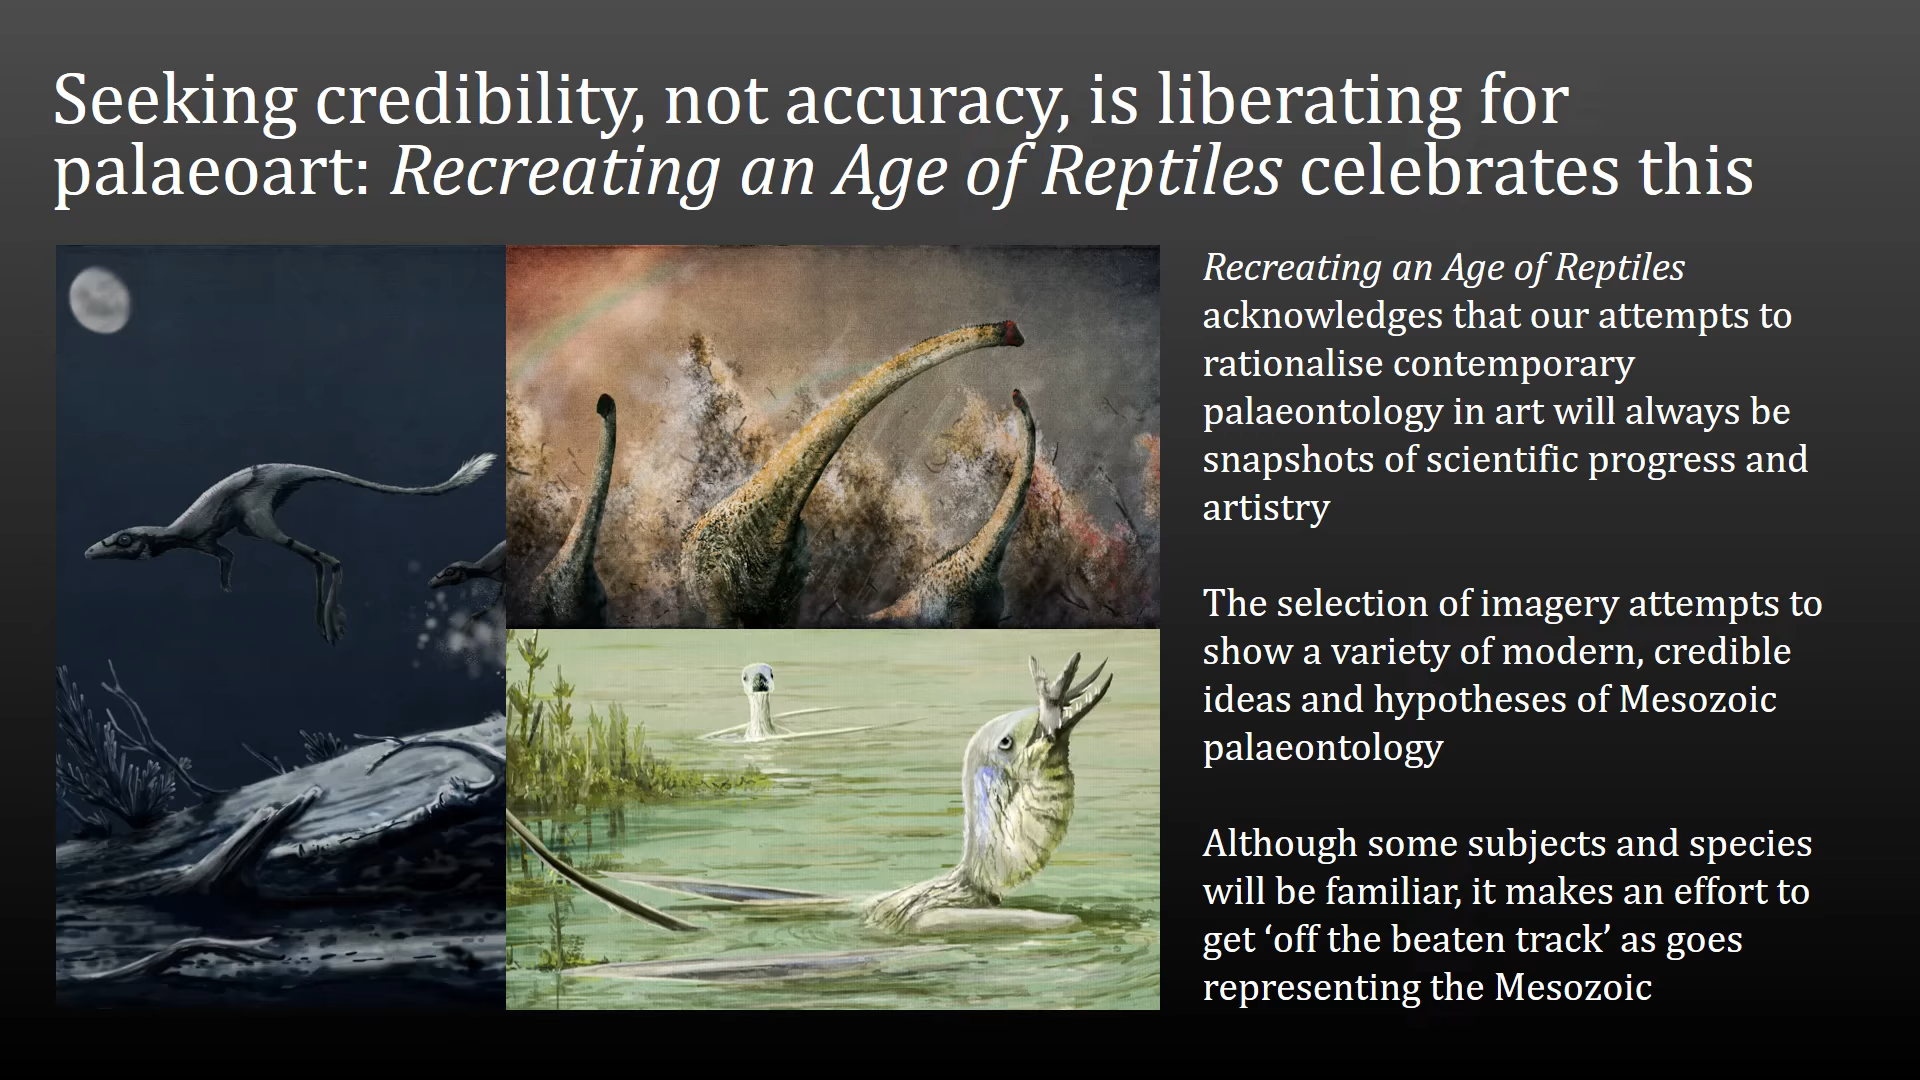 Seeking credibility, not accuracy, is liberating for
palaeoart: Recreating an Age of Reptiles celebrates this
Recreating an Age of Reptiles
acknowledges that our attempts to
rationalise contemporary
palaeontology in art will always be
snapshots of scientific progress and
artistry
The selection of imagery attempts to
show a variety of modern, credible
ideas and hypotheses of Mesozoic
palaeontology
Although some subjects and species
will be familiar, it makes an effort to
get ‘off the beaten track’ as goes
representing the Mesozoic